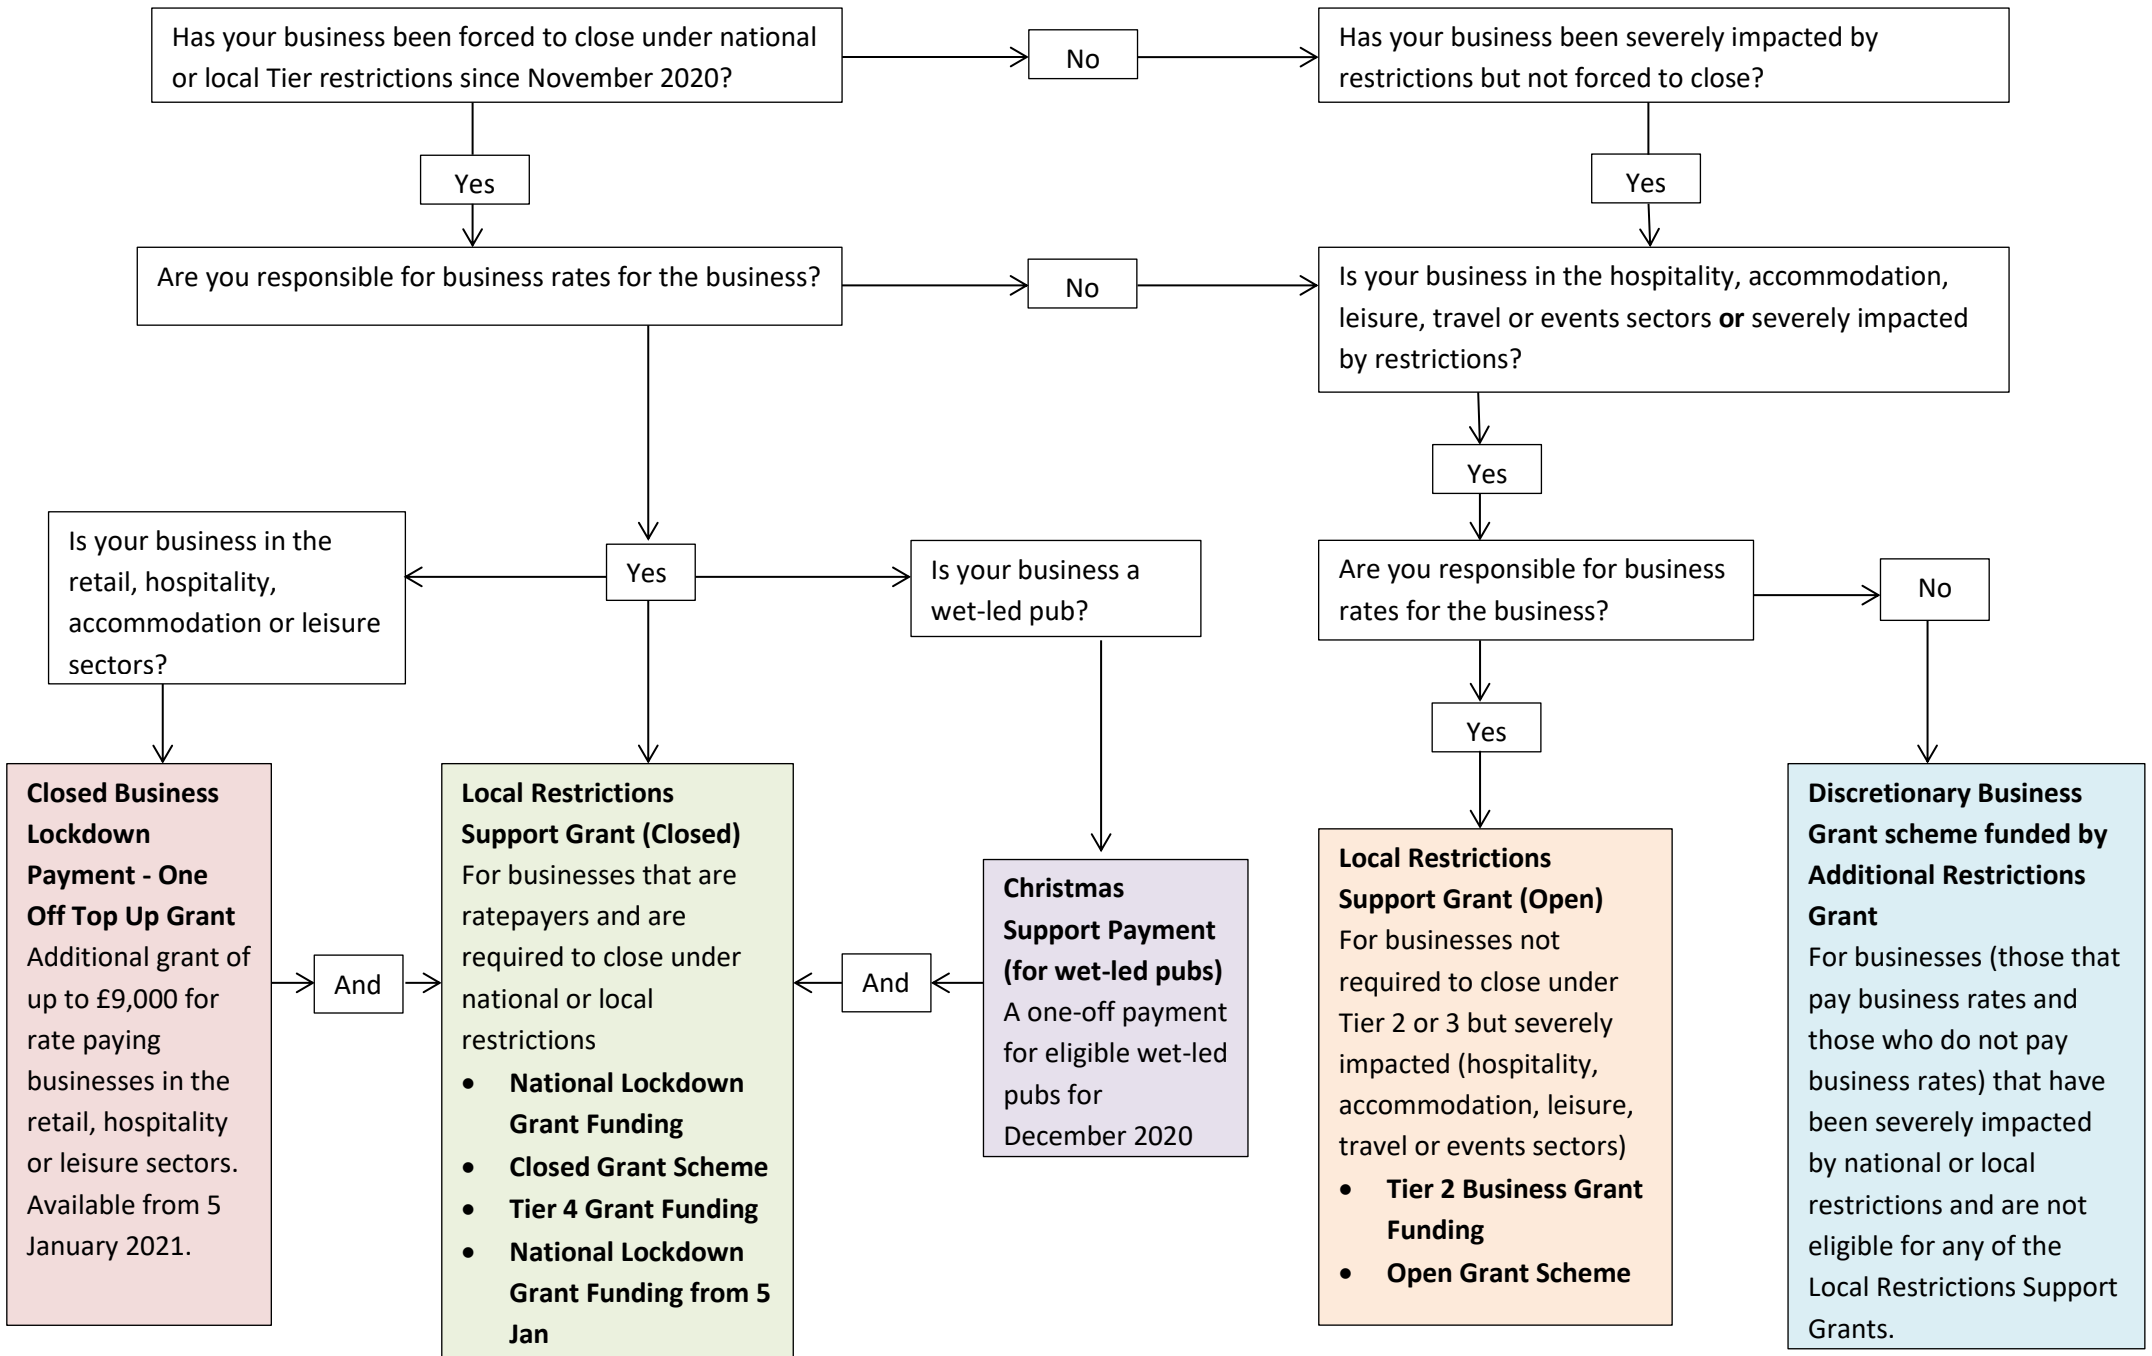 Has your business been forced to close under national
or local Tier restrictions since November 2020?
No
Has your business been severely impacted by
restrictions but not forced to close?
Yes
Yes
Are you responsible for business rates for the business?
No
Is your business in the hospitality, accommodation,
leisure, travel or events sectors or severely impacted
by restrictions?
Yes
Is your business in the
retail, hospitality,
accommodation or leisure
sectors?
Yes
Is your business a
wet-led pub?
Are you responsible for business
rates for the business?
No
Yes
Closed Business
Lockdown
Payment - One
Off Top Up Grant
Additional grant of
up to £9,000 for
rate paying
businesses in the
retail, hospitality
or leisure sectors.
Available from 5
January 2021.
And
Local Restrictions
Support Grant (Closed)
For businesses that are
ratepayers and are
required to close under
national or local
restrictions
• National Lockdown
Grant Funding
• Closed Grant Scheme
• Tier 4 Grant Funding
• National Lockdown
Grant Funding from 5
Jan
And
Christmas
Support Payment
(for wet-led pubs)
A one-off payment
for eligible wet-led
pubs for
December 2020
Local Restrictions
Support Grant (Open)
For businesses not
required to close under
Tier 2 or 3 but severely
impacted (hospitality,
accommodation, leisure,
travel or events sectors)
• Tier 2 Business Grant
Funding
• Open Grant Scheme
Discretionary Business
Grant scheme funded by
Additional Restrictions
Grant
For businesses (those that
pay business rates and
those who do not pay
business rates) that have
been severely impacted
by national or local
restrictions and are not
eligible for any of the
Local Restrictions Support
Grants.